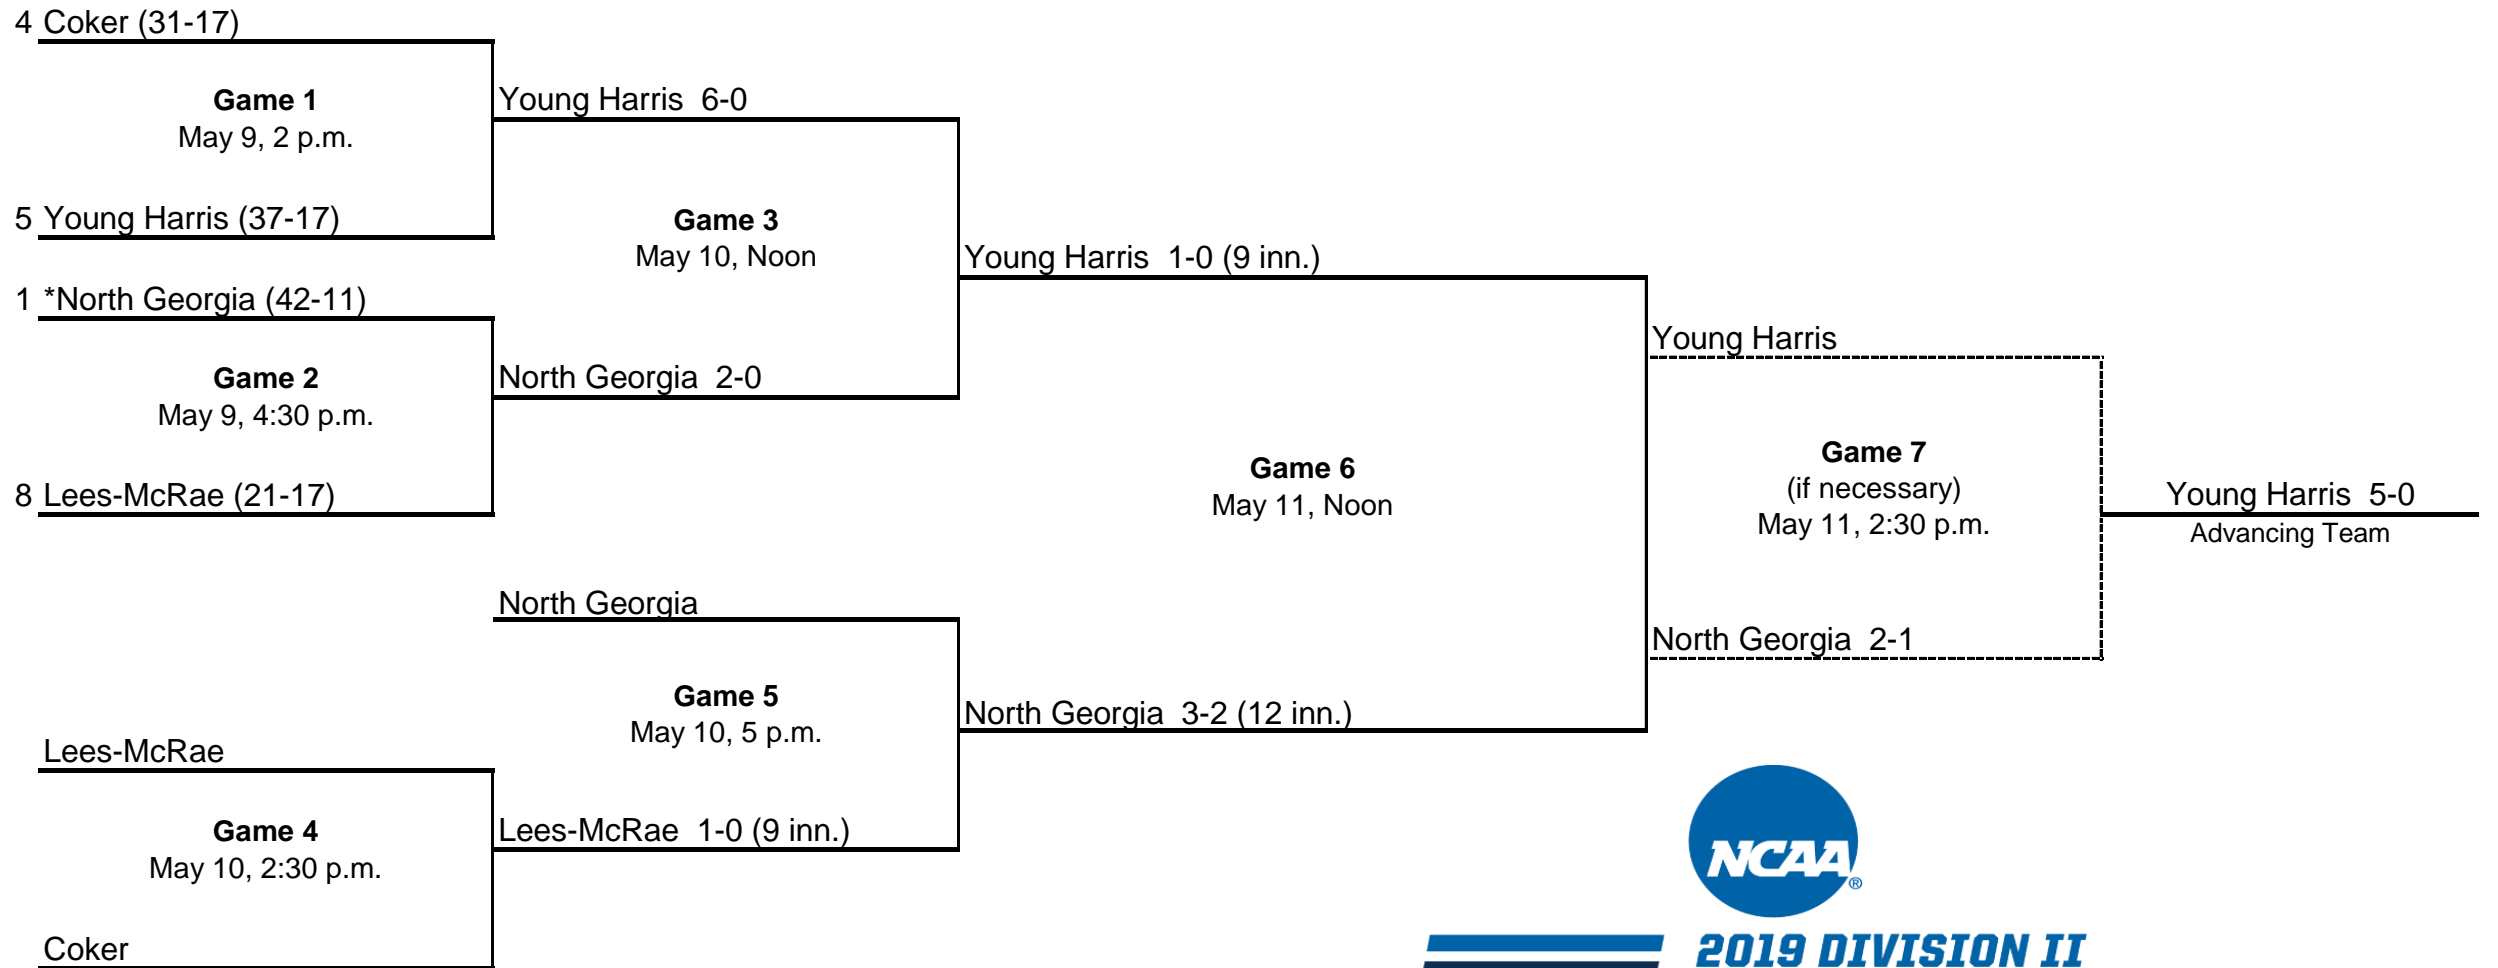 4 Coker (31-17)
Game 1
May 9, 2 p.m.
Young Harris 6-0
5 Young Harris (37-17)
Game 3
May 10, Noon
Young Harris 1-0 (9 inn.)
1 *North Georgia (42-11)
Game 2
May 9, 4:30 p.m.
North Georgia 2-0
8 Lees-McRae (21-17)
Game 6
May 11, Noon
Young Harris
Game 7
(if necessary)
May 11, 2:30 p.m.
Young Harris 5-0
Advancing Team
North Georgia 2-1
North Georgia
Game 5
May 10, 5 p.m.
North Georgia 3-2 (12 inn.)
Lees-McRae
Game 4
May 10, 2:30 p.m.
Lees-McRae 1-0 (9 inn.)
Coker
NCAA®
2019 DIVISION II